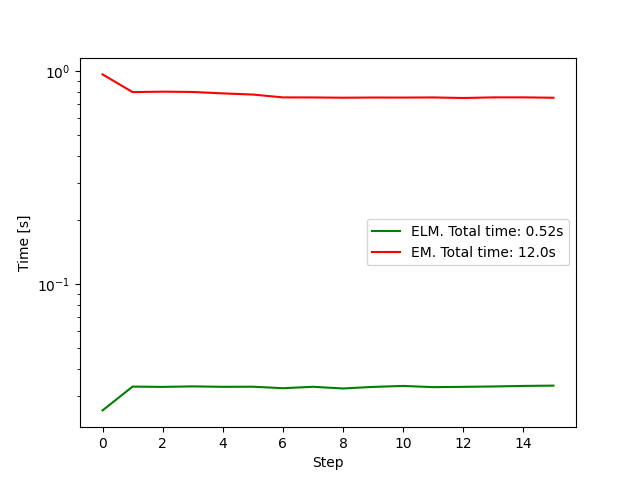 10⁰
10⁻¹
Time [s]
ELM. Total time: 0.52s
EM. Total time: 12.0s
0 2 4 6 8 10 12 14
Step